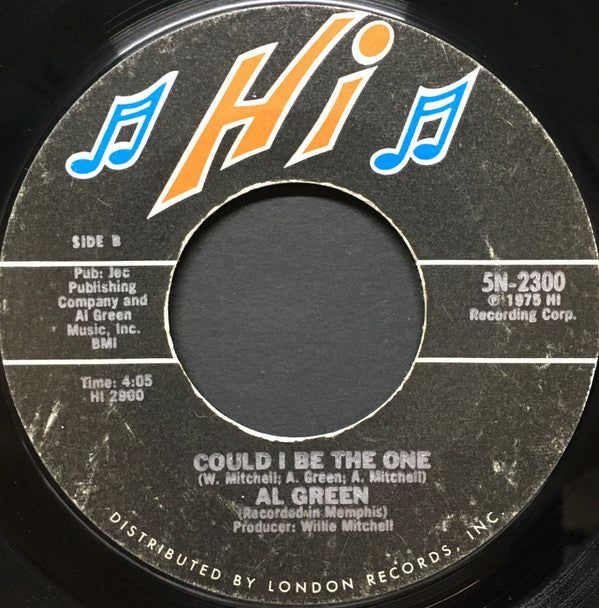 Hi
SIDE B
Pub: Jec
Publishing
Company and
Al Green
Music, Inc.
BMI
5N-2300
℗ 1975 HI
Recording Corp.
Time: 4:05
HI 2900
COULD I BE THE ONE
(W. Mitchell; A. Green; A. Mitchell)
AL GREEN
(Recorded in Memphis)
Producer: Willie Mitchell
DISTRIBUTED BY LONDON RECORDS, INC.